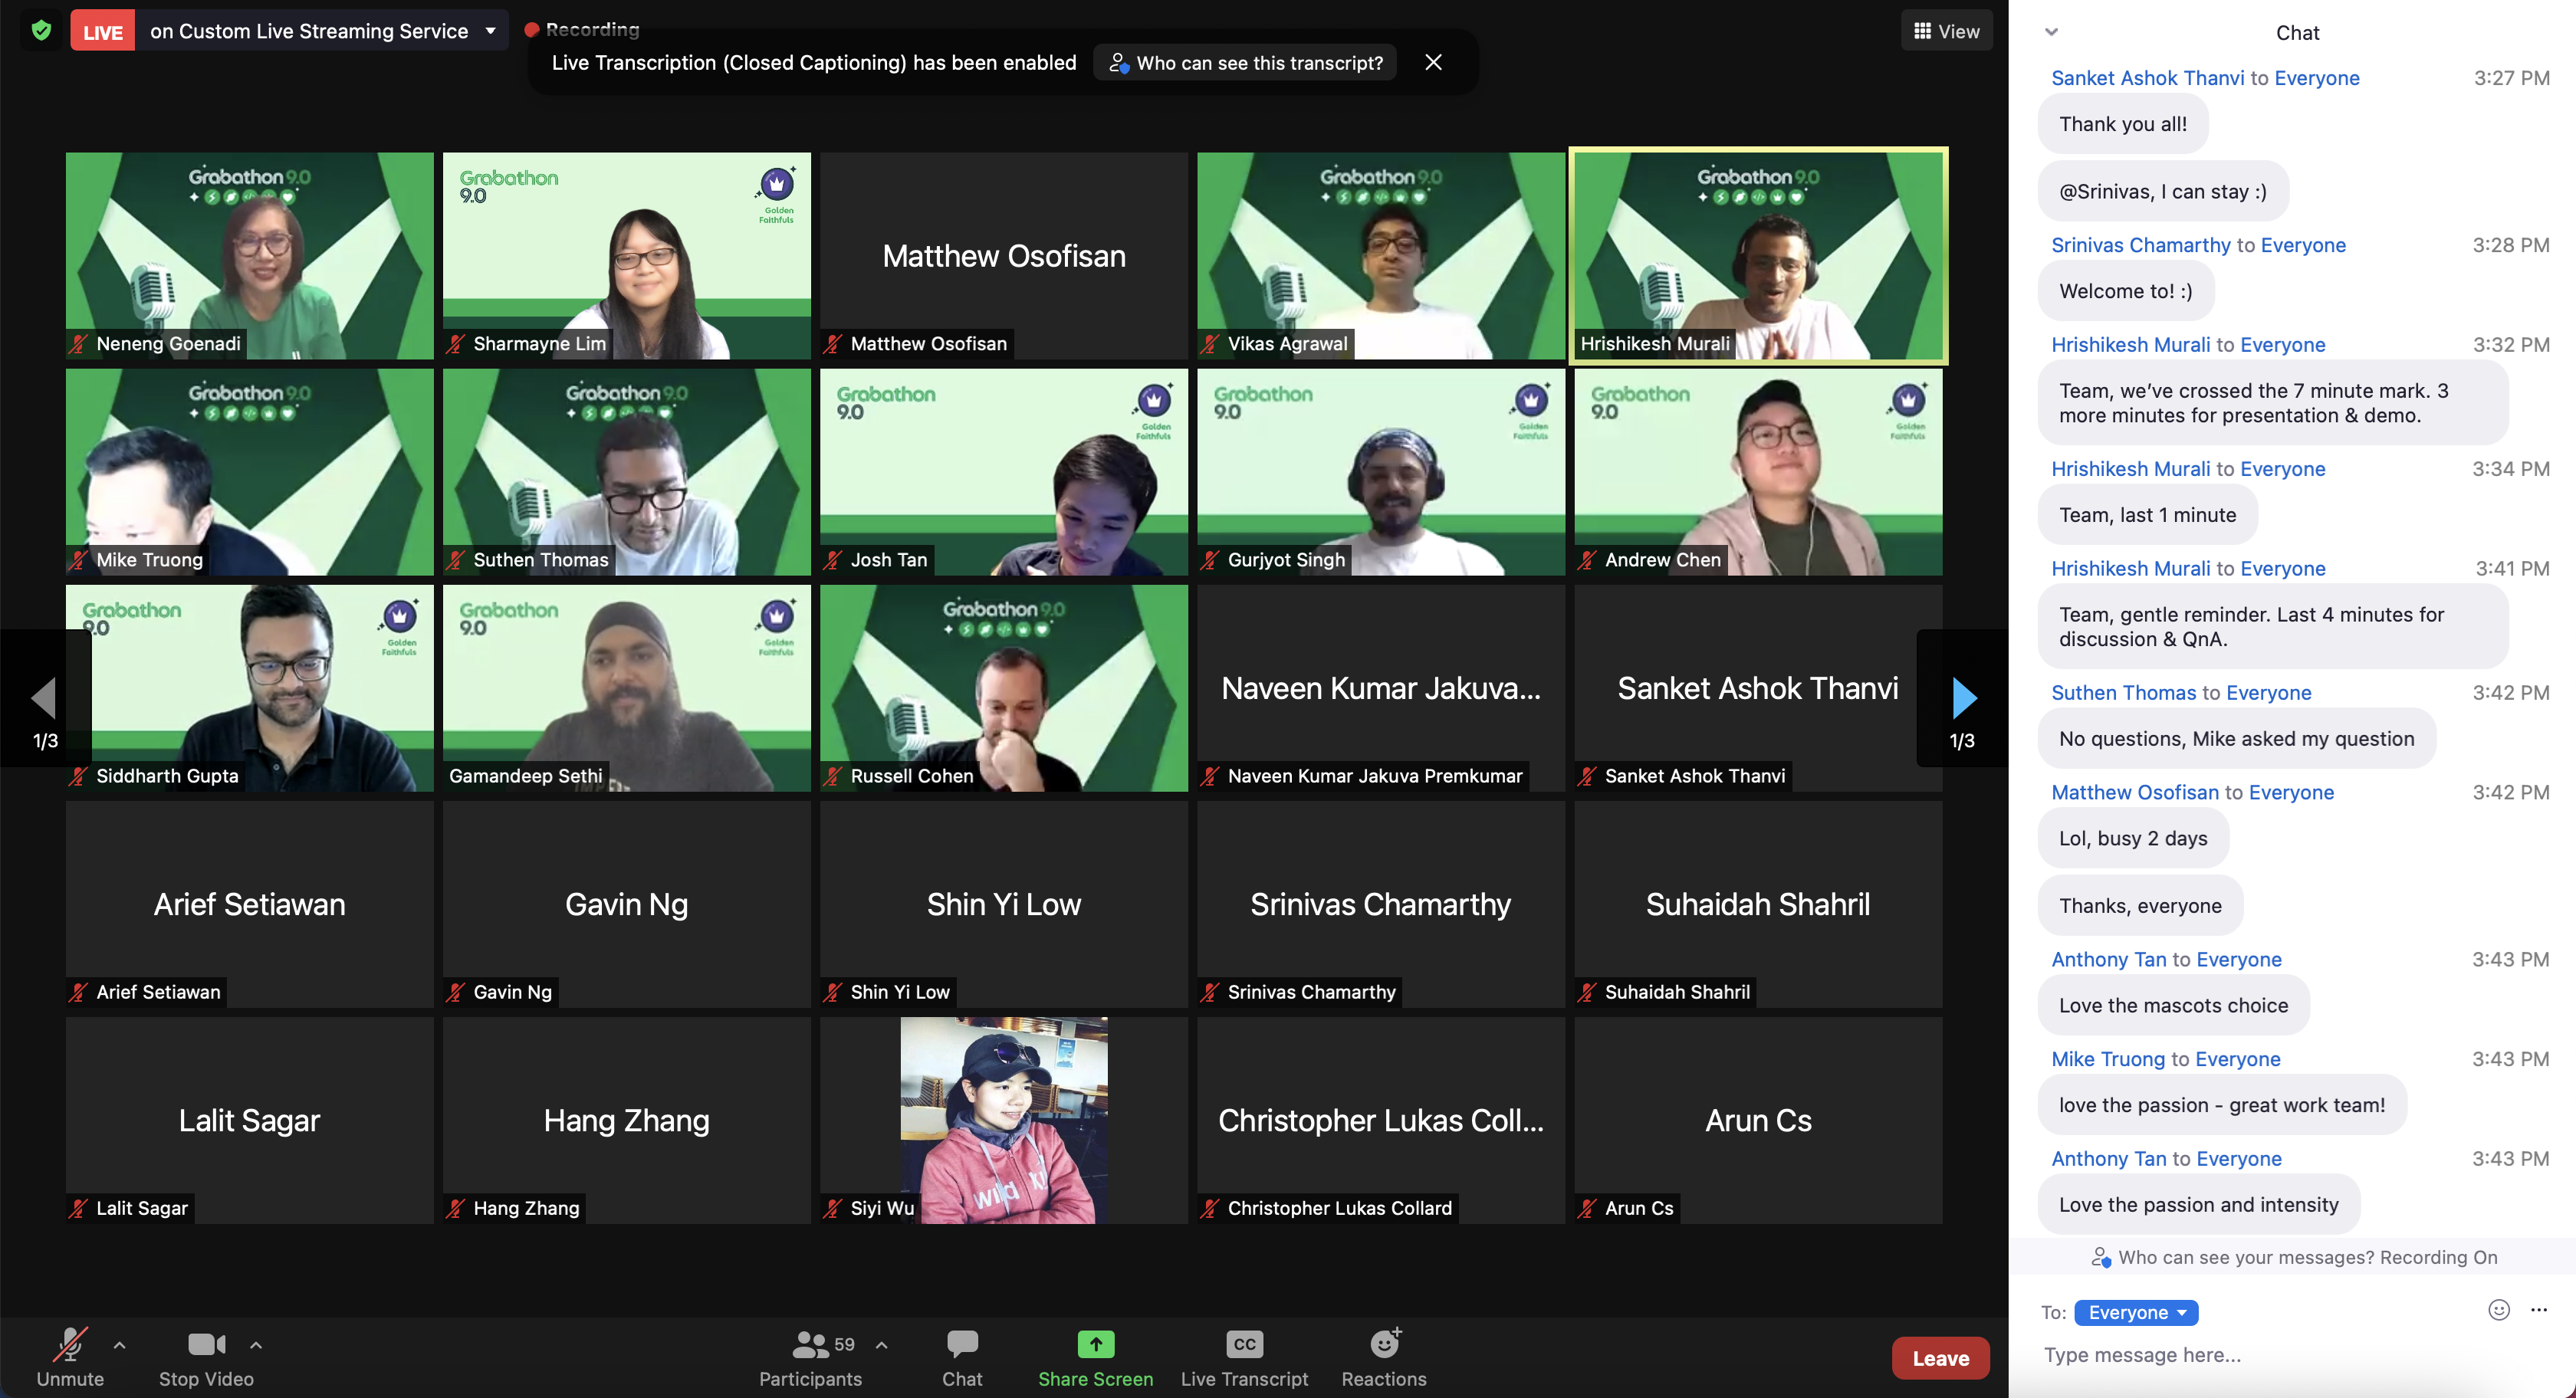 LIVE on Custom Live Streaming Service
Recording
Live Transcription (Closed Captioning) has been enabled
Who can see this transcript?
View
Grabathon 9.0
Neneng Goenadi
Grabathon
9.0
Golden
Faithfuls
Sharmayne Lim
Matthew Osofisan
Matthew Osofisan
Grabathon 9.0
Vikas Agrawal
Grabathon 9.0
Hrishikesh Murali
Grabathon 9.0
Mike Truong
Grabathon 9.0
Suthen Thomas
Grabathon
9.0
Golden
Faithfuls
Josh Tan
Grabathon
9.0
Golden
Faithfuls
Gurjyot Singh
Grabathon
9.0
Golden
Faithfuls
Andrew Chen
Grabathon
9.0
Golden
Faithfuls
Siddharth Gupta
Grabathon
9.0
Golden
Faithfuls
Gamandeep Sethi
Grabathon 9.0
Russell Cohen
Naveen Kumar Jakuva...
Naveen Kumar Jakuva Premkumar
Sanket Ashok Thanvi
Sanket Ashok Thanvi
1/3
1/3
Arief Setiawan
Arief Setiawan
Gavin Ng
Gavin Ng
Shin Yi Low
Shin Yi Low
Srinivas Chamarthy
Srinivas Chamarthy
Suhaidah Shahril
Suhaidah Shahril
Lalit Sagar
Lalit Sagar
Hang Zhang
Hang Zhang
Siyi Wu
Christopher Lukas Coll...
Christopher Lukas Collard
Arun Cs
Arun Cs
Unmute
Stop Video
59
Participants
Chat
Share Screen
CC
Live Transcript
Reactions
Leave
Chat
Sanket Ashok Thanvi to Everyone 3:27 PM
Thank you all!
@Srinivas, I can stay :)
Srinivas Chamarthy to Everyone 3:28 PM
Welcome to! :)
Hrishikesh Murali to Everyone 3:32 PM
Team, we’ve crossed the 7 minute mark. 3
more minutes for presentation & demo.
Hrishikesh Murali to Everyone 3:34 PM
Team, last 1 minute
Hrishikesh Murali to Everyone 3:41 PM
Team, gentle reminder. Last 4 minutes for
discussion & QnA.
Suthen Thomas to Everyone 3:42 PM
No questions, Mike asked my question
Matthew Osofisan to Everyone 3:42 PM
Lol, busy 2 days
Thanks, everyone
Anthony Tan to Everyone 3:43 PM
Love the mascots choice
Mike Truong to Everyone 3:43 PM
love the passion - great work team!
Anthony Tan to Everyone 3:43 PM
Love the passion and intensity
Who can see your messages? Recording On
To: Everyone
Type message here...